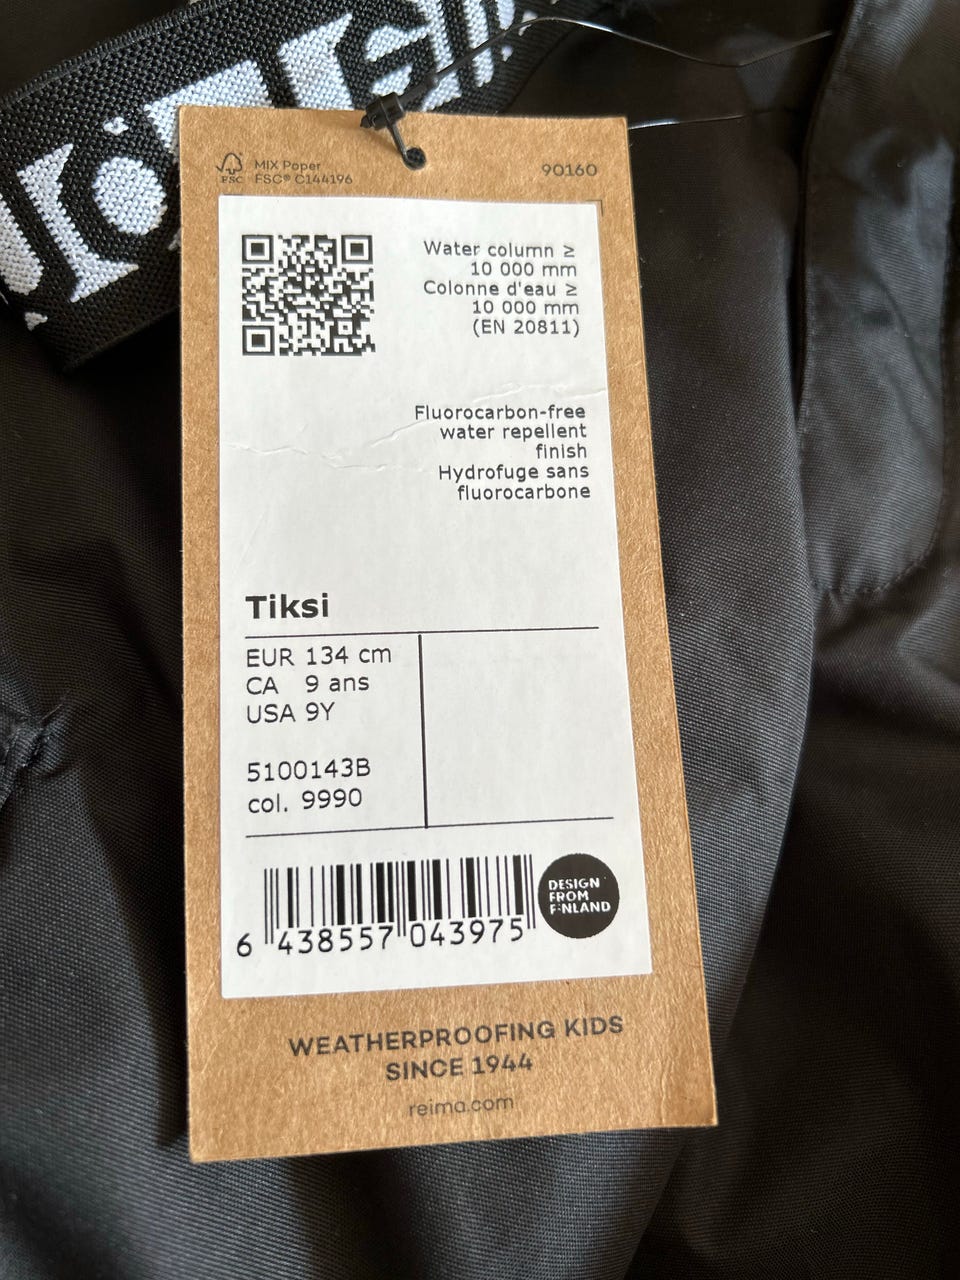 MIX Paper
FSC® C144196
FSC
90160
Water column ≥
10 000 mm
Colonne d'eau ≥
10 000 mm
(EN 20811)
Fluorocarbon-free
water repellent
finish
Hydrofuge sans
fluorocarbone
Tiksi
EUR 134 cm
CA 9 ans
USA 9Y
5100143B
col. 9990
6 438557 043975
DESIGN
FROM
FINLAND
WEATHERPROOFING KIDS
SINCE 1944
reima.com